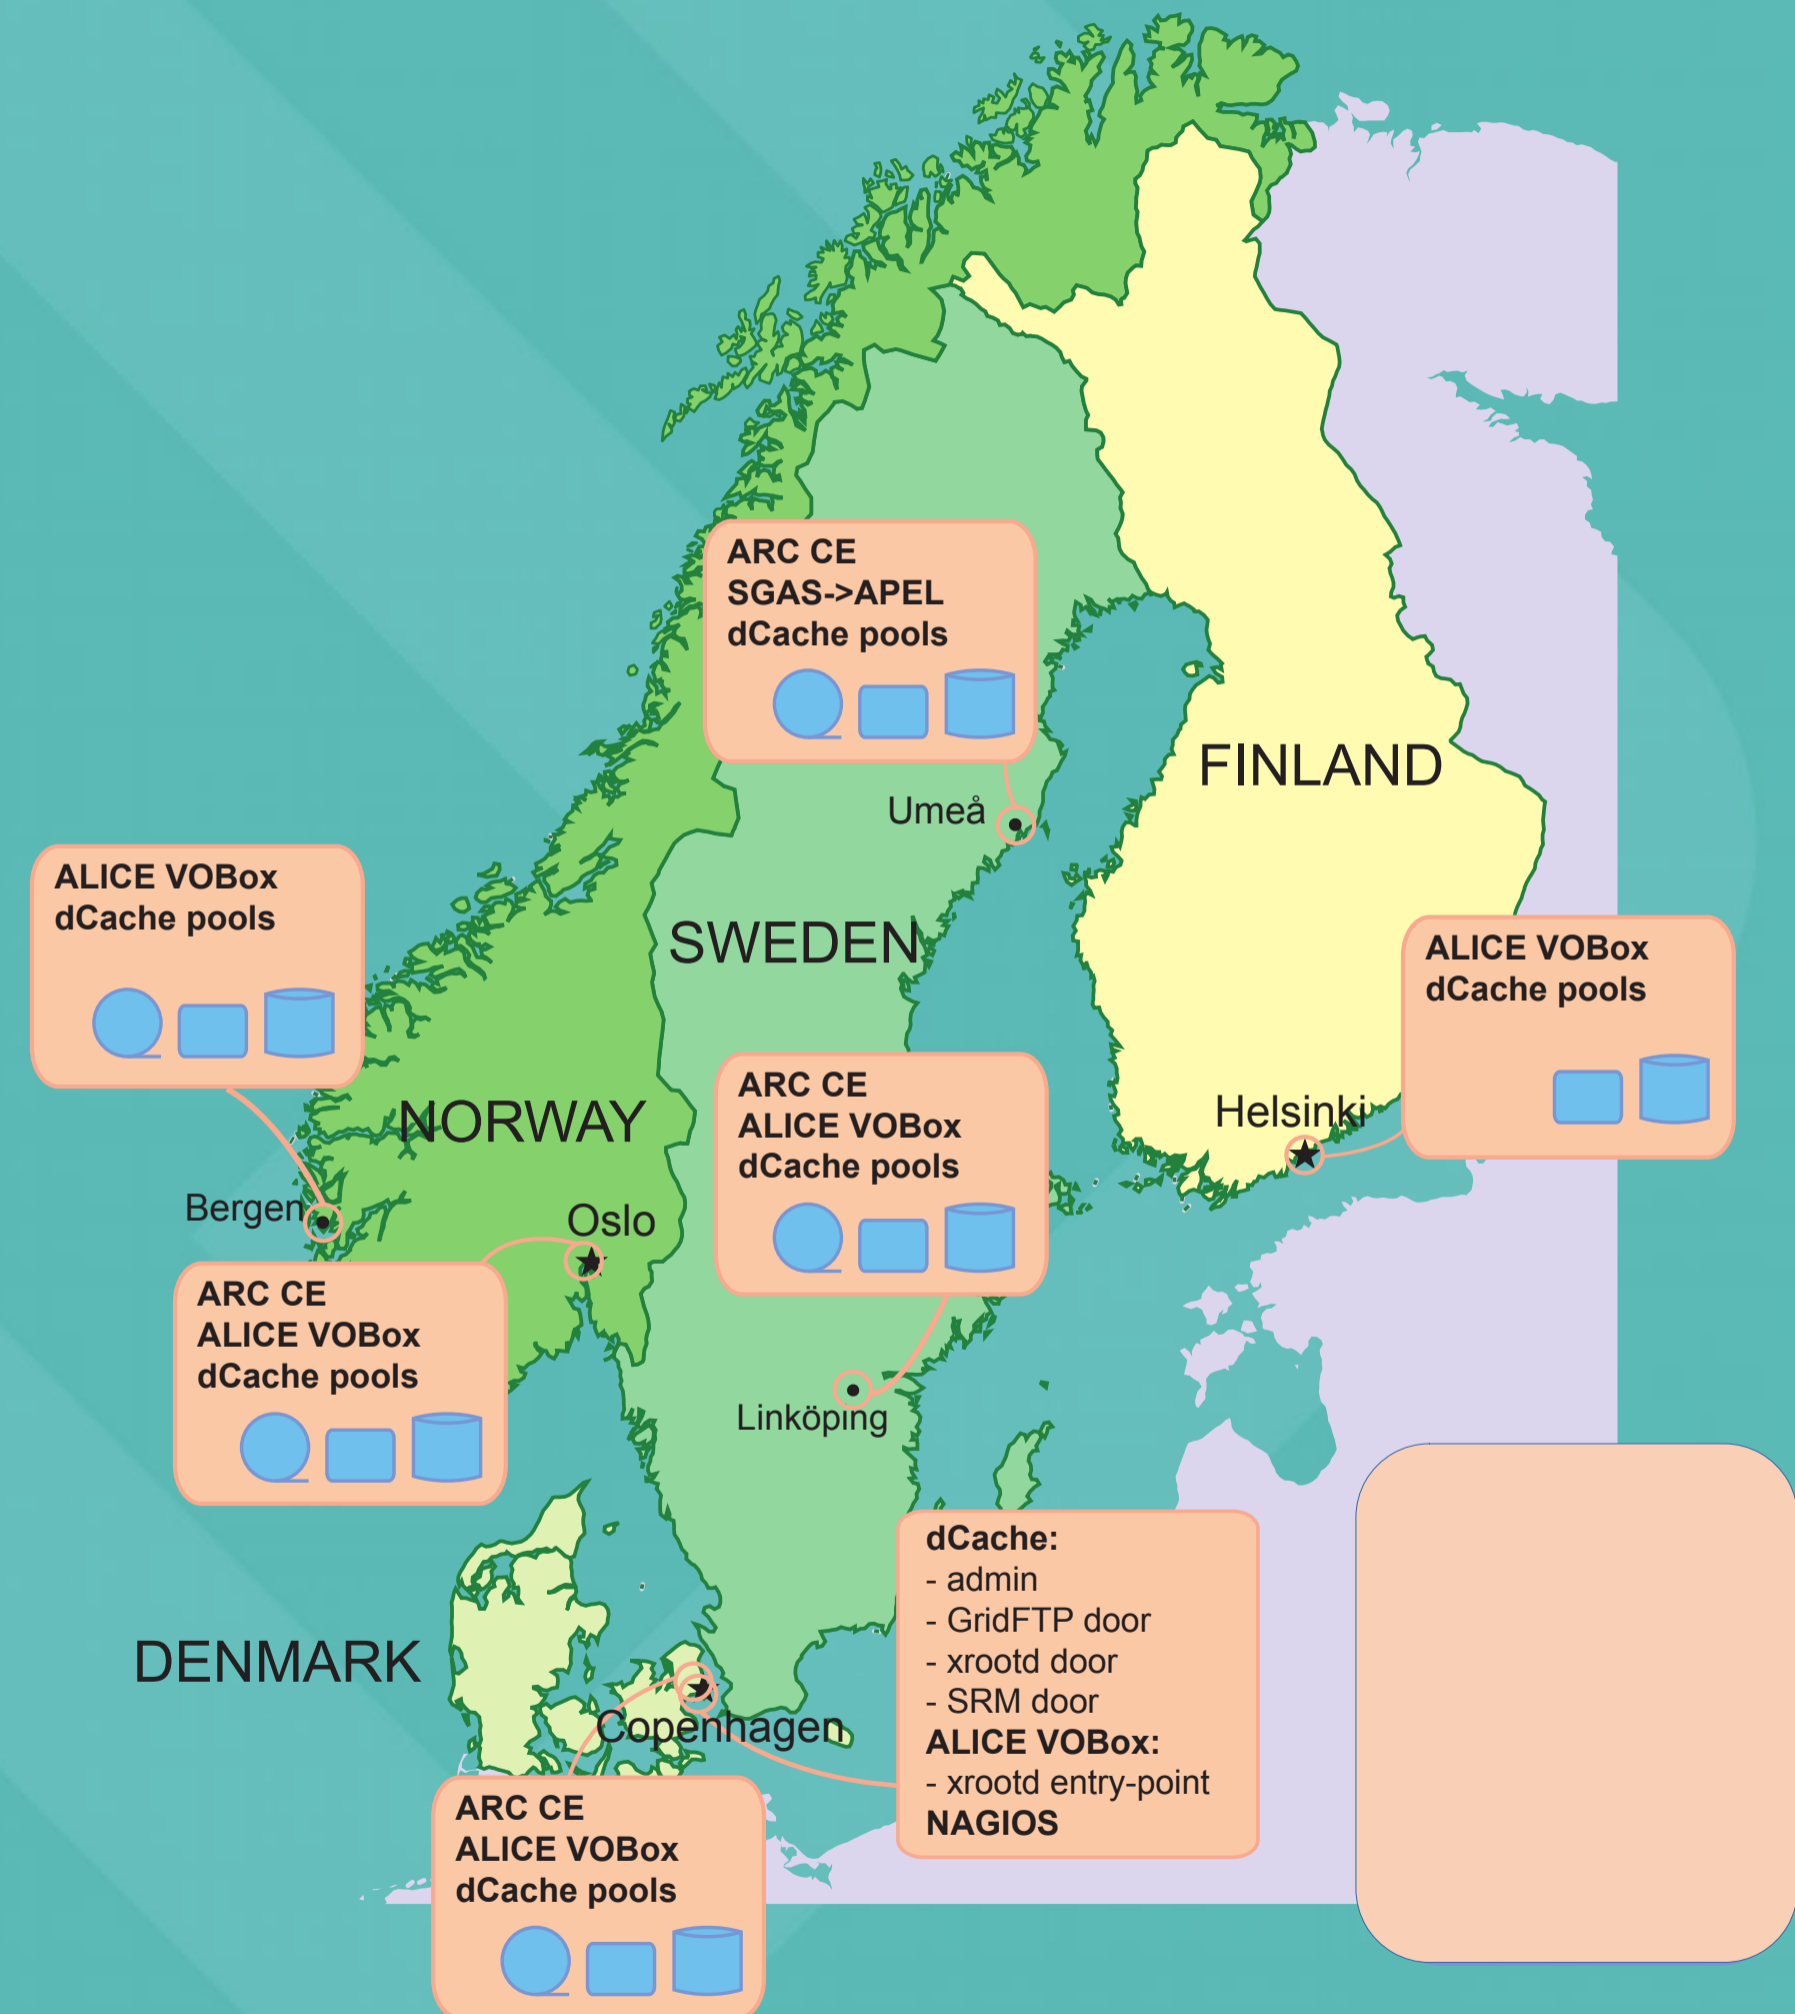 ARC CE
SGAS->APEL
dCache pools
FINLAND
Umeå
ALICE VOBox
dCache pools
SWEDEN
ALICE VOBox
dCache pools
NORWAY
ARC CE
ALICE VOBox
dCache pools
Helsinki
Bergen
Oslo
ARC CE
ALICE VOBox
dCache pools
Linköping
dCache:
- admin
- GridFTP door
- xrootd door
- SRM door
ALICE VOBox:
- xrootd entry-point
NAGIOS
DENMARK
Copenhagen
ARC CE
ALICE VOBox
dCache pools